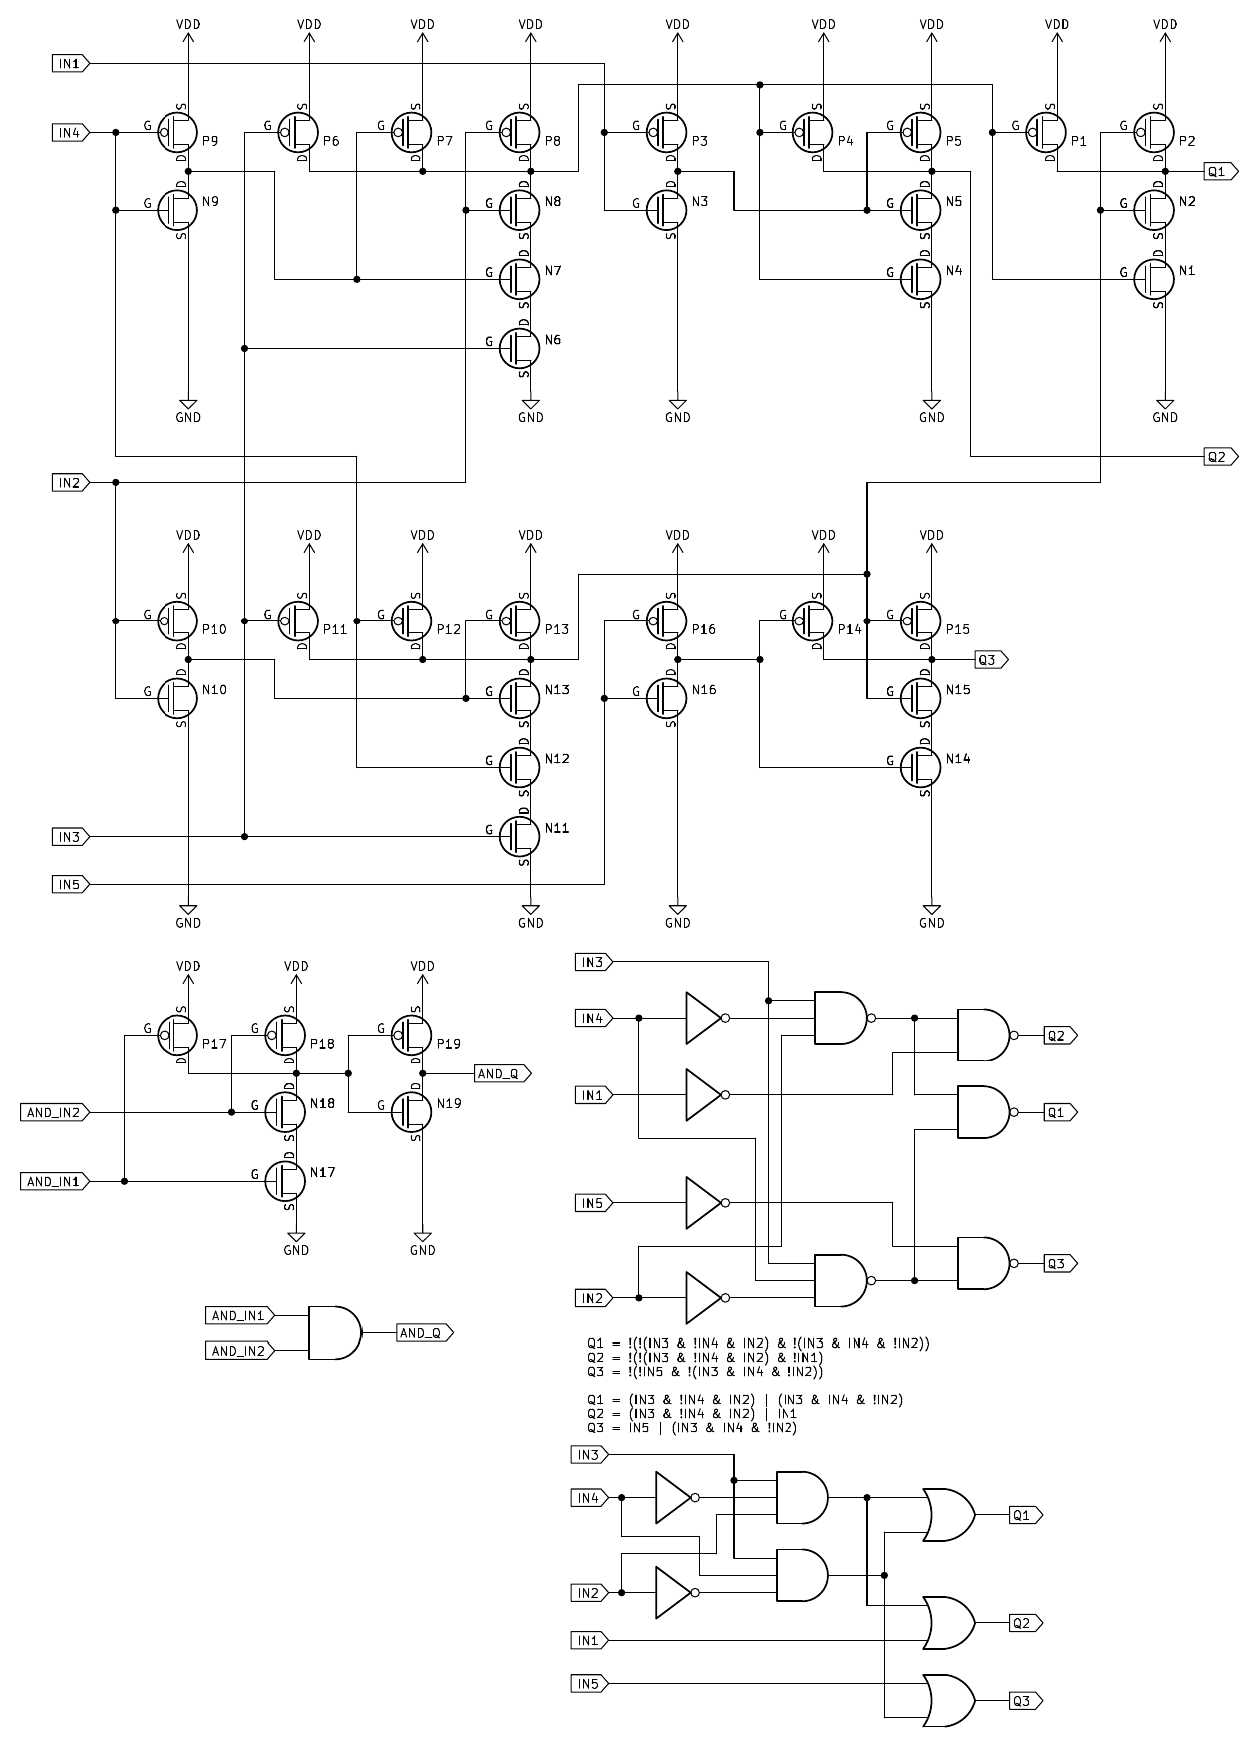 VDD VDD VDD VDD VDD VDD VDD VDD VDD
IN1
S S S S S S S S S
IN4 G P9 G P6 G P7 G P8 G P3 G P4 G P5 G P1 G P2
D D D D D D D D D
Q1
D D D D D
G N9 G N8 G N3 G N5 G N2
S S S S S
D D D
G N7 G N4 G N1
S S S
D
G N6
S
GND GND GND GND GND
Q2
IN2
VDD VDD VDD VDD VDD VDD VDD
S S S S S S S
G P10 G P11 G P12 G P13 G P16 G P14 G P15
D D D D D D D
Q3
D D D D
G N10 G N13 G N16 G N15
S S S S
D D
G N12 G N14
S S
D
IN3 G N11
S
IN5
GND GND GND GND
VDD VDD VDD
S S S
G P17 G P18 G P19
D D D
AND_Q
D D
AND_IN2 G N18 G N19
S S
D
AND_IN1 G N17
S
GND GND
AND_IN1
AND_Q
AND_IN2
IN3
IN4
Q2
IN1
Q1
IN5
Q3
IN2
Q1 = !(!(IN3 & !IN4 & IN2) & !(IN3 & IN4 & !IN2))
Q2 = !(!(IN3 & !IN4 & IN2) & !IN1)
Q3 = !(!IN5 & !(IN3 & IN4 & !IN2))
Q1 = (IN3 & !IN4 & IN2) | (IN3 & IN4 & !IN2)
Q2 = (IN3 & !IN4 & IN2) | IN1
Q3 = IN5 | (IN3 & IN4 & !IN2)
IN3
IN4
Q1
IN2
Q2
IN1
IN5
Q3